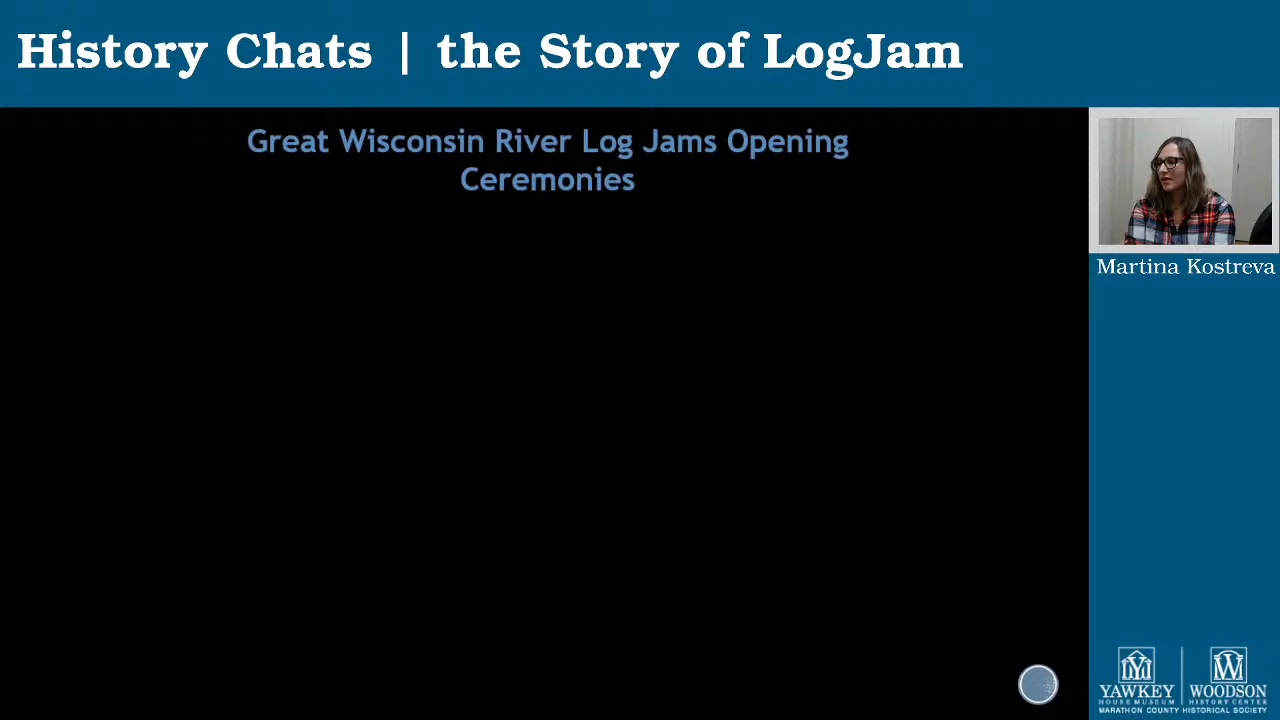 History Chats | the Story of LogJam
Great Wisconsin River Log Jams Opening
Ceremonies
Martina Kostreva
YAWKEY
HOUSE MUSEUM
WOODSON
HISTORY CENTER
MARATHON COUNTY HISTORICAL SOCIETY